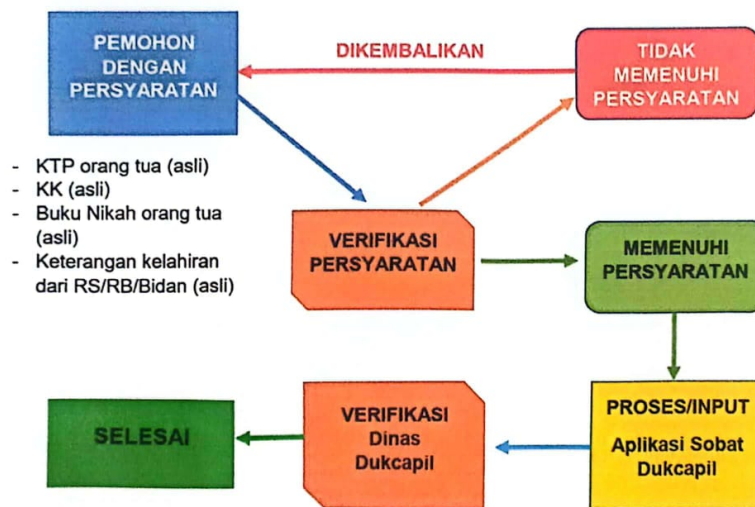 PEMOHON
DENGAN
PERSYARATAN
DIKEMBALIKAN
TIDAK
MEMENUHI
PERSYARATAN
- KTP orang tua (asli)
- KK (asli)
- Buku Nikah orang tua
(asli)
- Keterangan kelahiran
dari RS/RB/Bidan (asli)
VERIFIKASI
PERSYARATAN
MEMENUHI
PERSYARATAN
SELESAI
VERIFIKASI
Dinas
Dukcapil
PROSES/INPUT
Aplikasi Sobat
Dukcapil